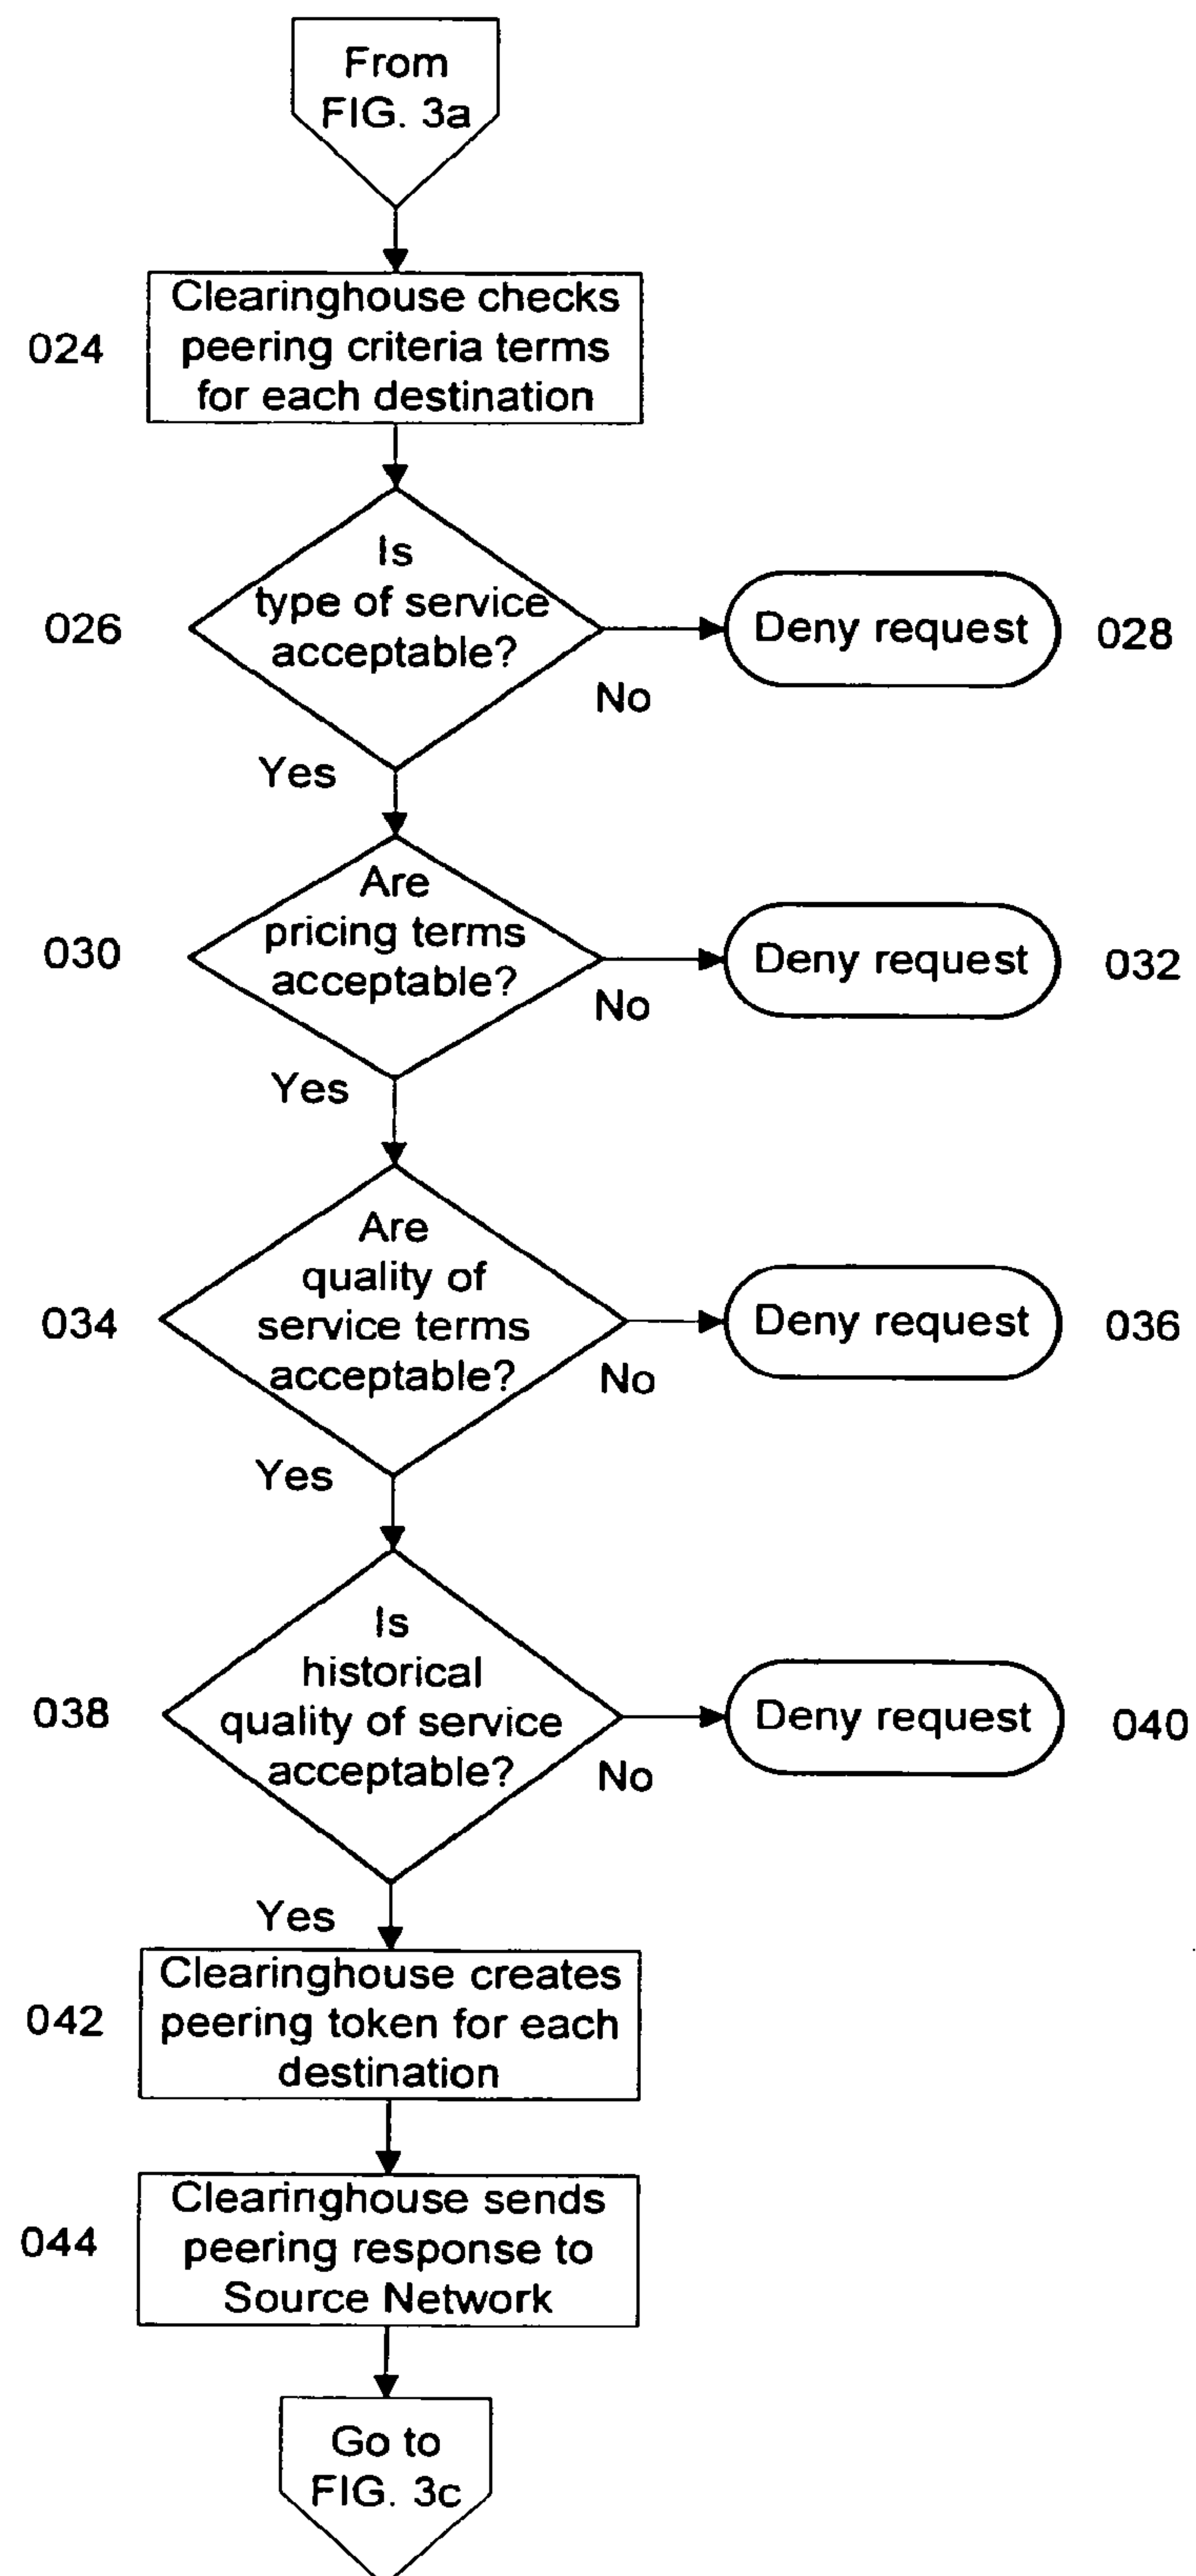 From
FIG. 3a
Clearinghouse checks
024
peering criteria terms
for each destination
Is
type of service
026
acceptable?
Deny request
028
No
Yes
Are
030
pricing terms
acceptable?
Deny request
032
No
Yes
Are
quality of
034
service terms
acceptable?
Deny request
036
No
Yes
Is
historical
038
quality of service
acceptable?
Deny request
040
No
Yes
Clearinghouse creates
042
peering token for each
destination
Clearinghouse sends
044
peering response to
Source Network
Go to
FIG. 3c